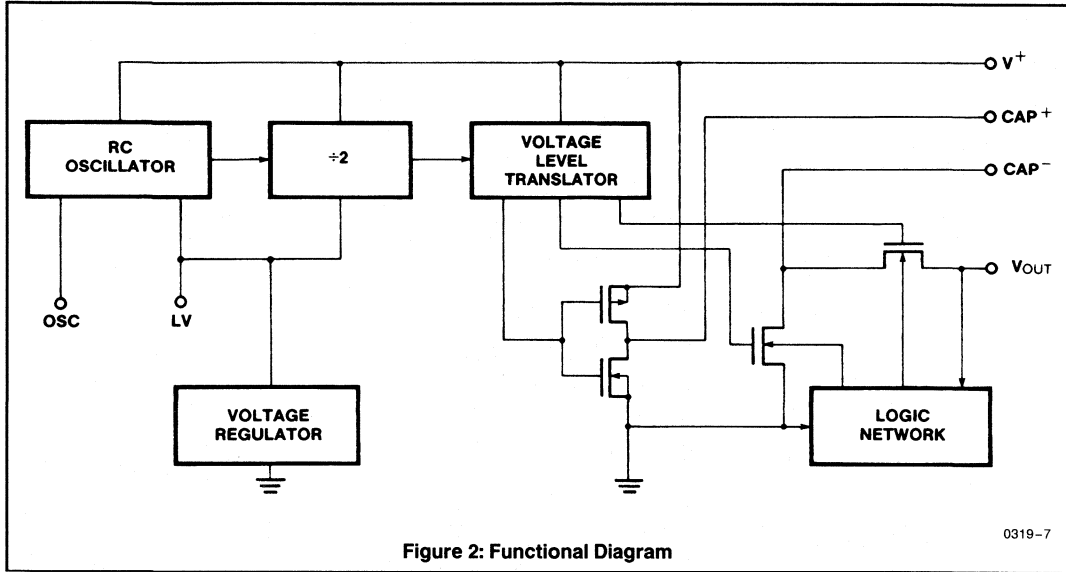 V+
CAP+
CAP−
VOUT
RC
OSCILLATOR
÷2
VOLTAGE
LEVEL
TRANSLATOR
OSC
LV
VOLTAGE
REGULATOR
LOGIC
NETWORK
0319–7
Figure 2: Functional Diagram